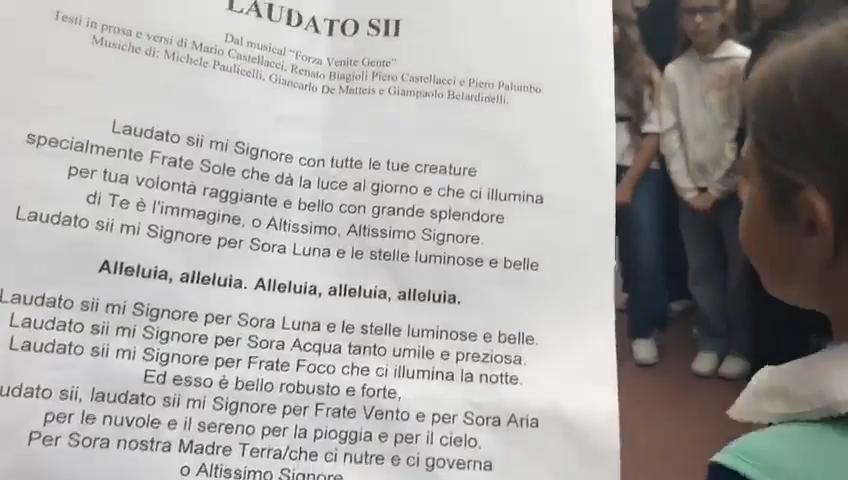 LAUDATO SII
Dal musical "Forza Venite Gente"
Testi in prosa e versi di Mario Castellacci, Renato Biagioli Piero Castellacci e Piero Palumbo
Musiche di: Michele Paulicelli, Giancarlo De Matteis e Giampaolo Belardinelli.
Laudato sii mi Signore con tutte le tue creature
specialmente Frate Sole che dà la luce al giorno e che ci illumina
per tua volontà raggiante e bello con grande splendore
di Te è l'immagine, o Altissimo, Altissimo Signore.
Laudato sii mi Signore per Sora Luna e le stelle luminose e belle
Alleluia, alleluia. Alleluia, alleluia, alleluia.
Laudato sii mi Signore per Sora Luna e le stelle luminose e belle.
Laudato sii mi Signore per Sora Acqua tanto umile e preziosa.
Laudato sii mi Signore per Frate Foco che ci illumina la notte.
Ed esso è bello robusto e forte,
udato sii, laudato sii mi Signore per Frate Vento e per Sora Aria
per le nuvole e il sereno per la pioggia e per il cielo.
Per Sora nostra Madre Terra/che ci nutre e ci governa
o Altissimo Signore